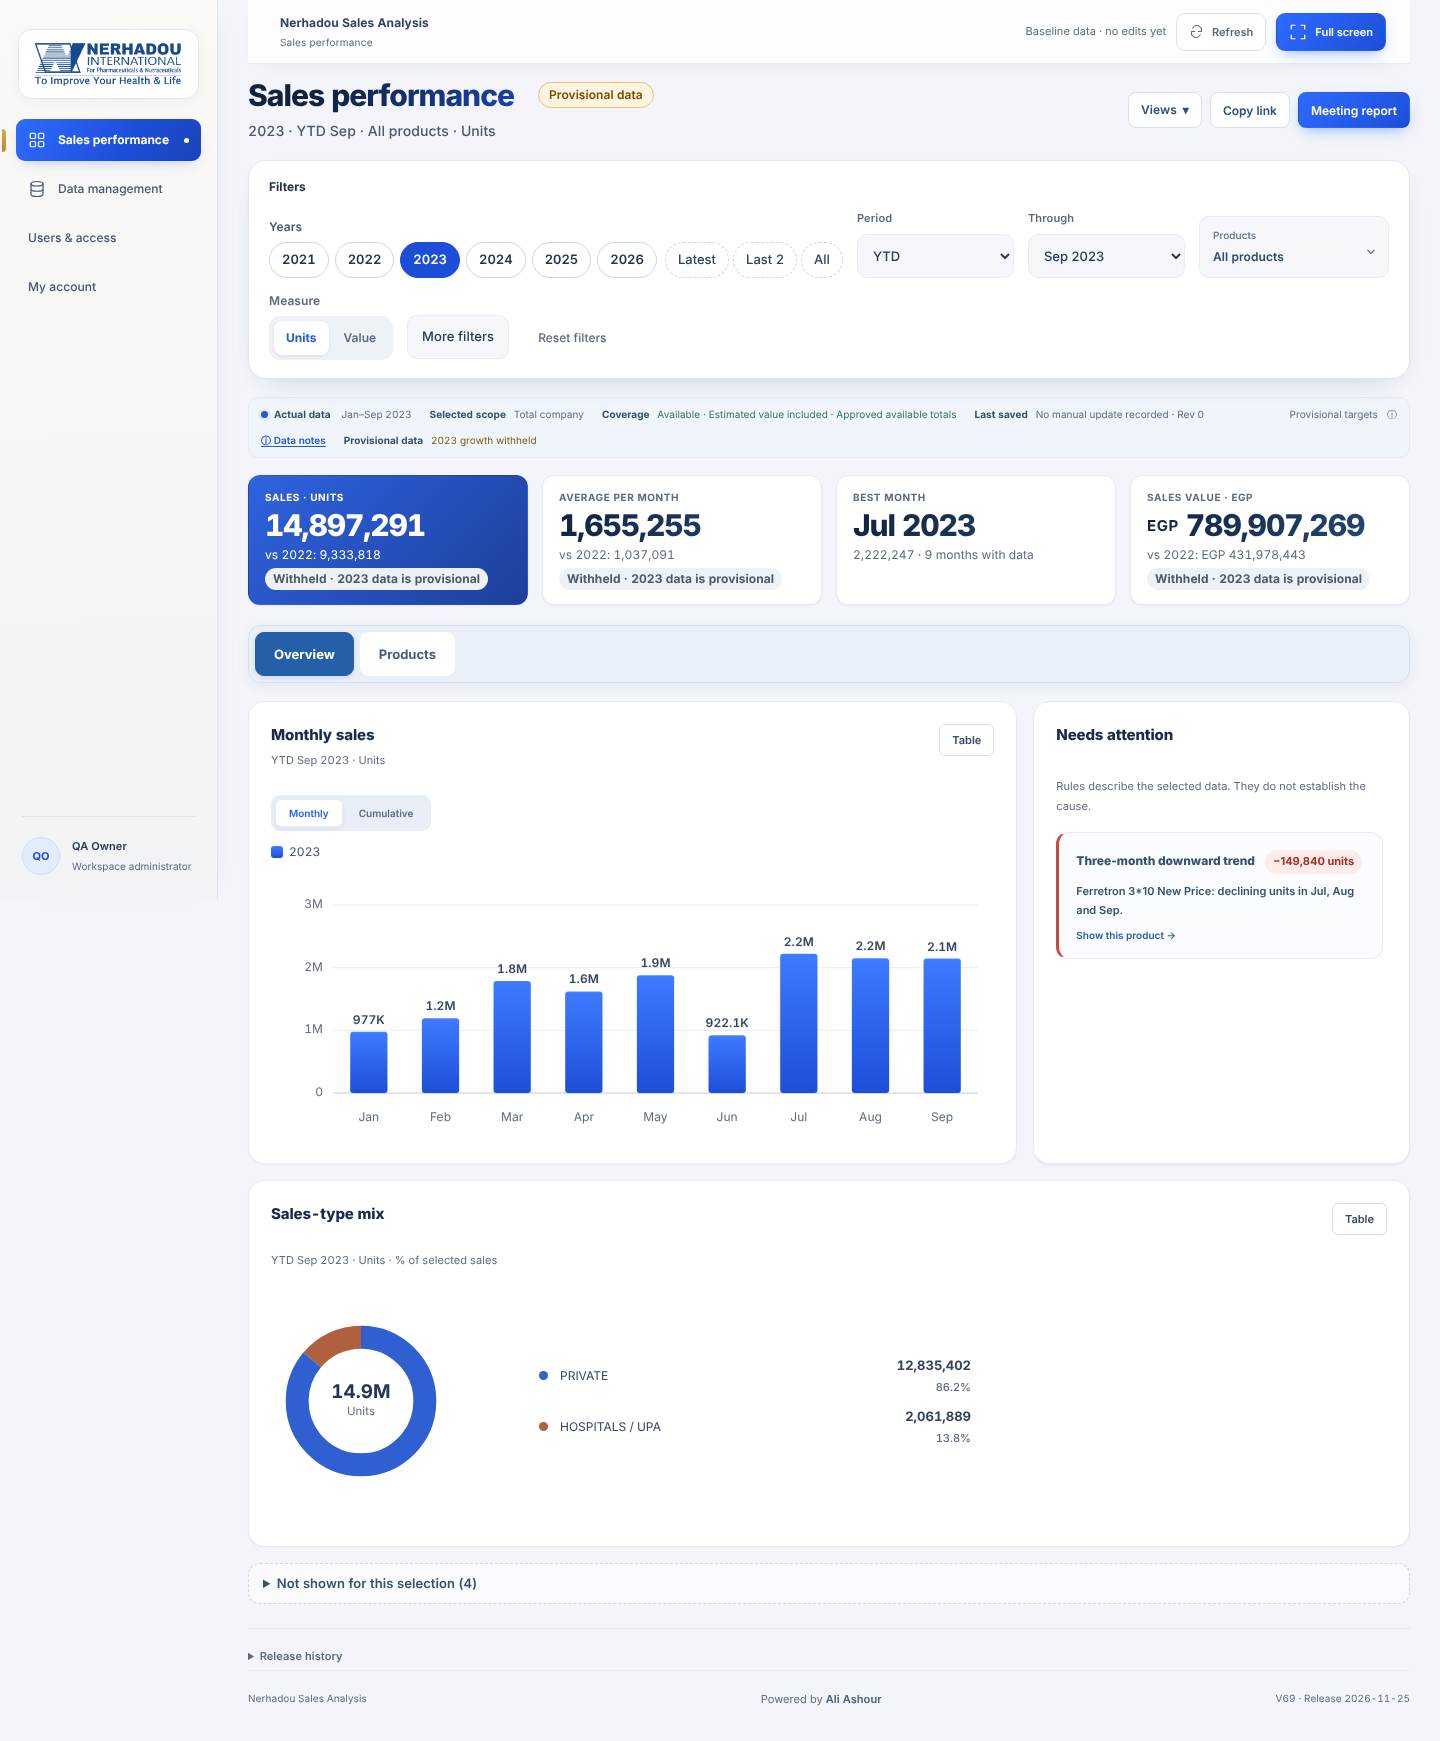 NERHADOU
INTERNATIONAL
For Pharmaceuticals & Nutraceuticals
To Improve Your Health & Life
Sales performance
Data management
Users & access
My account
QO
QA Owner
Workspace administrator
Nerhadou Sales Analysis
Sales performance
Baseline data · no edits yet
Refresh
Full screen
Sales performance
Provisional data
2023 · YTD Sep · All products · Units
Views ▾
Copy link
Meeting report
Filters
Years
2021 2022 2023 2024 2025 2026 Latest Last 2 All
Period
YTD
Through
Sep 2023
Products
All products
Measure
Units Value
More filters
Reset filters
Actual data Jan–Sep 2023 Selected scope Total company Coverage Available · Estimated value included · Approved available totals Last saved No manual update recorded · Rev 0 Provisional targets ⓘ
ⓘ Data notes Provisional data 2023 growth withheld
SALES · UNITS
14,897,291
vs 2022: 9,333,818
Withheld · 2023 data is provisional
AVERAGE PER MONTH
1,655,255
vs 2022: 1,037,091
Withheld · 2023 data is provisional
BEST MONTH
Jul 2023
2,222,247 · 9 months with data
SALES VALUE · EGP
EGP 789,907,269
vs 2022: EGP 431,978,443
Withheld · 2023 data is provisional
Overview
Products
Monthly sales
Table
YTD Sep 2023 · Units
Monthly Cumulative
2023
3M
2M
1M
0
977K
1.2M
1.8M
1.6M
1.9M
922.1K
2.2M
2.2M
2.1M
Jan Feb Mar Apr May Jun Jul Aug Sep
Needs attention
Rules describe the selected data. They do not establish the
cause.
Three-month downward trend −149,840 units
Ferretron 3*10 New Price: declining units in Jul, Aug
and Sep.
Show this product →
Sales-type mix
Table
YTD Sep 2023 · Units · % of selected sales
14.9M
Units
PRIVATE
12,835,402
86.2%
HOSPITALS / UPA
2,061,889
13.8%
▶ Not shown for this selection (4)
▶ Release history
Nerhadou Sales Analysis
Powered by Ali Ashour
V69 · Release 2026-11-25